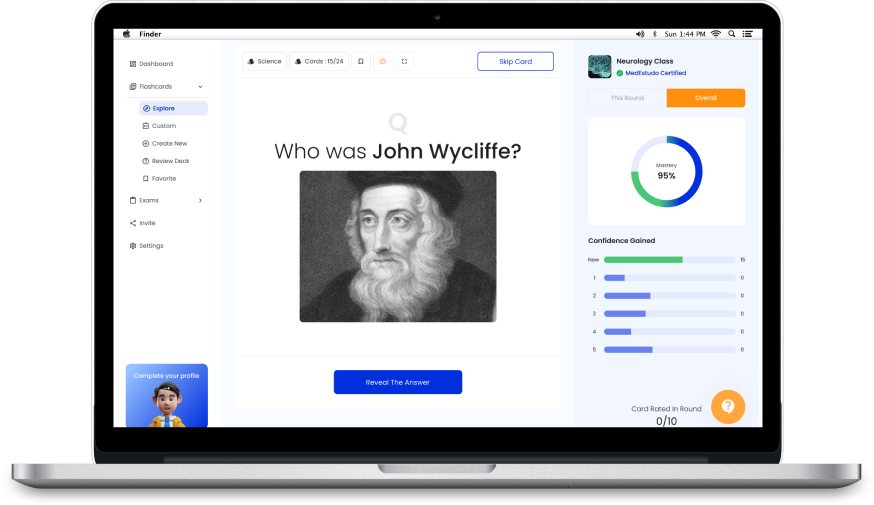 Finder
Sun 1:44 PM
Dashboard
Flashcards
Explore
Custom
Create New
Review Deck
Favorite
Exams
Invite
Settings
Complete your profile
Science
Cards : 15/24
Skip Card
Q
Who was John Wycliffe?
Reveal The Answer
Neurology Class
MedEstudo Certified
This Round
Overall
Mastery
95%
Confidence Gained
New 15
1 0
2 0
3 0
4 0
5 0
Card Rated In Round
0/10